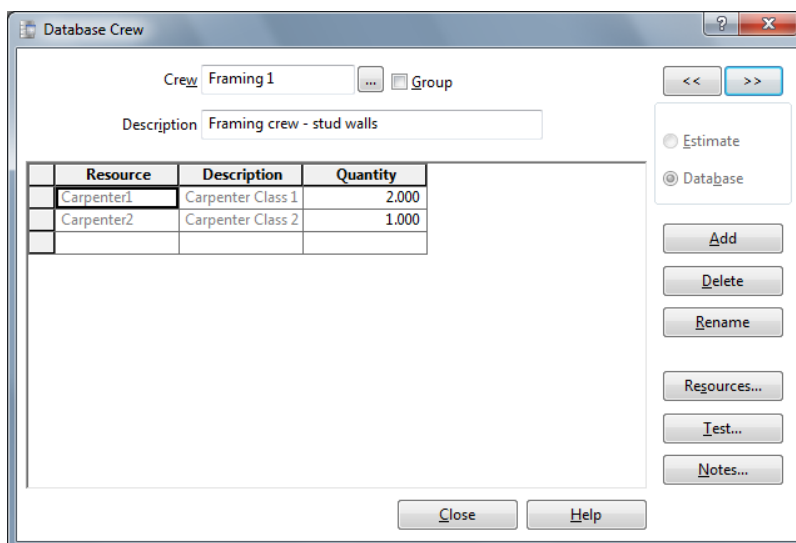 Database Crew
?
X
Crew Framing 1 ... Group << >>
Description Framing crew - stud walls
Estimate
Database
Resource Description Quantity
Carpenter1 Carpenter Class 1 2.000
Carpenter2 Carpenter Class 2 1.000
Add
Delete
Rename
Resources...
Test...
Notes...
Close Help